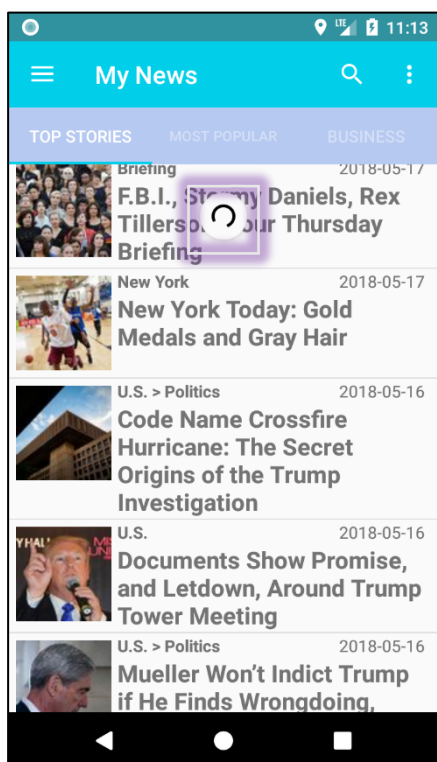 LTE 11:13
My News
TOP STORIES MOST POPULAR BUSINESS
Briefing 2018-05-17
F.B.I., Stormy Daniels, Rex
Tillerson: Your Thursday
Briefing
New York 2018-05-17
New York Today: Gold
Medals and Gray Hair
U.S. > Politics 2018-05-16
Code Name Crossfire
Hurricane: The Secret
Origins of the Trump
Investigation
YHAL
U.S. 2018-05-16
Documents Show Promise,
and Letdown, Around Trump
Tower Meeting
U.S. > Politics 2018-05-16
Mueller Won’t Indict Trump
if He Finds Wrongdoing,